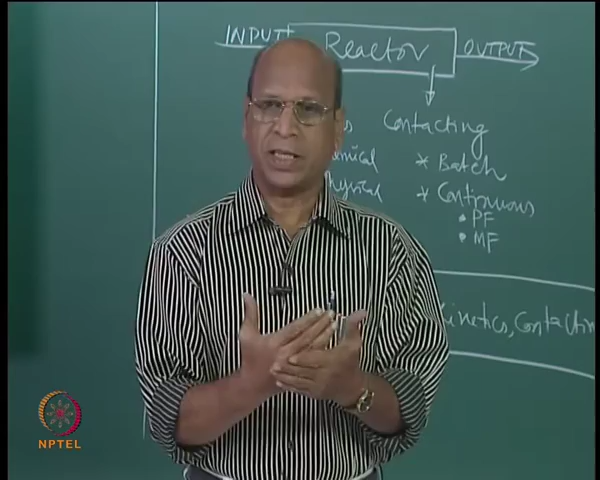 INPUT Reactor OUTPUT
Contacting
* Batch
* Continuous
• PF
• MF
Kinetics, Contacting
NPTEL